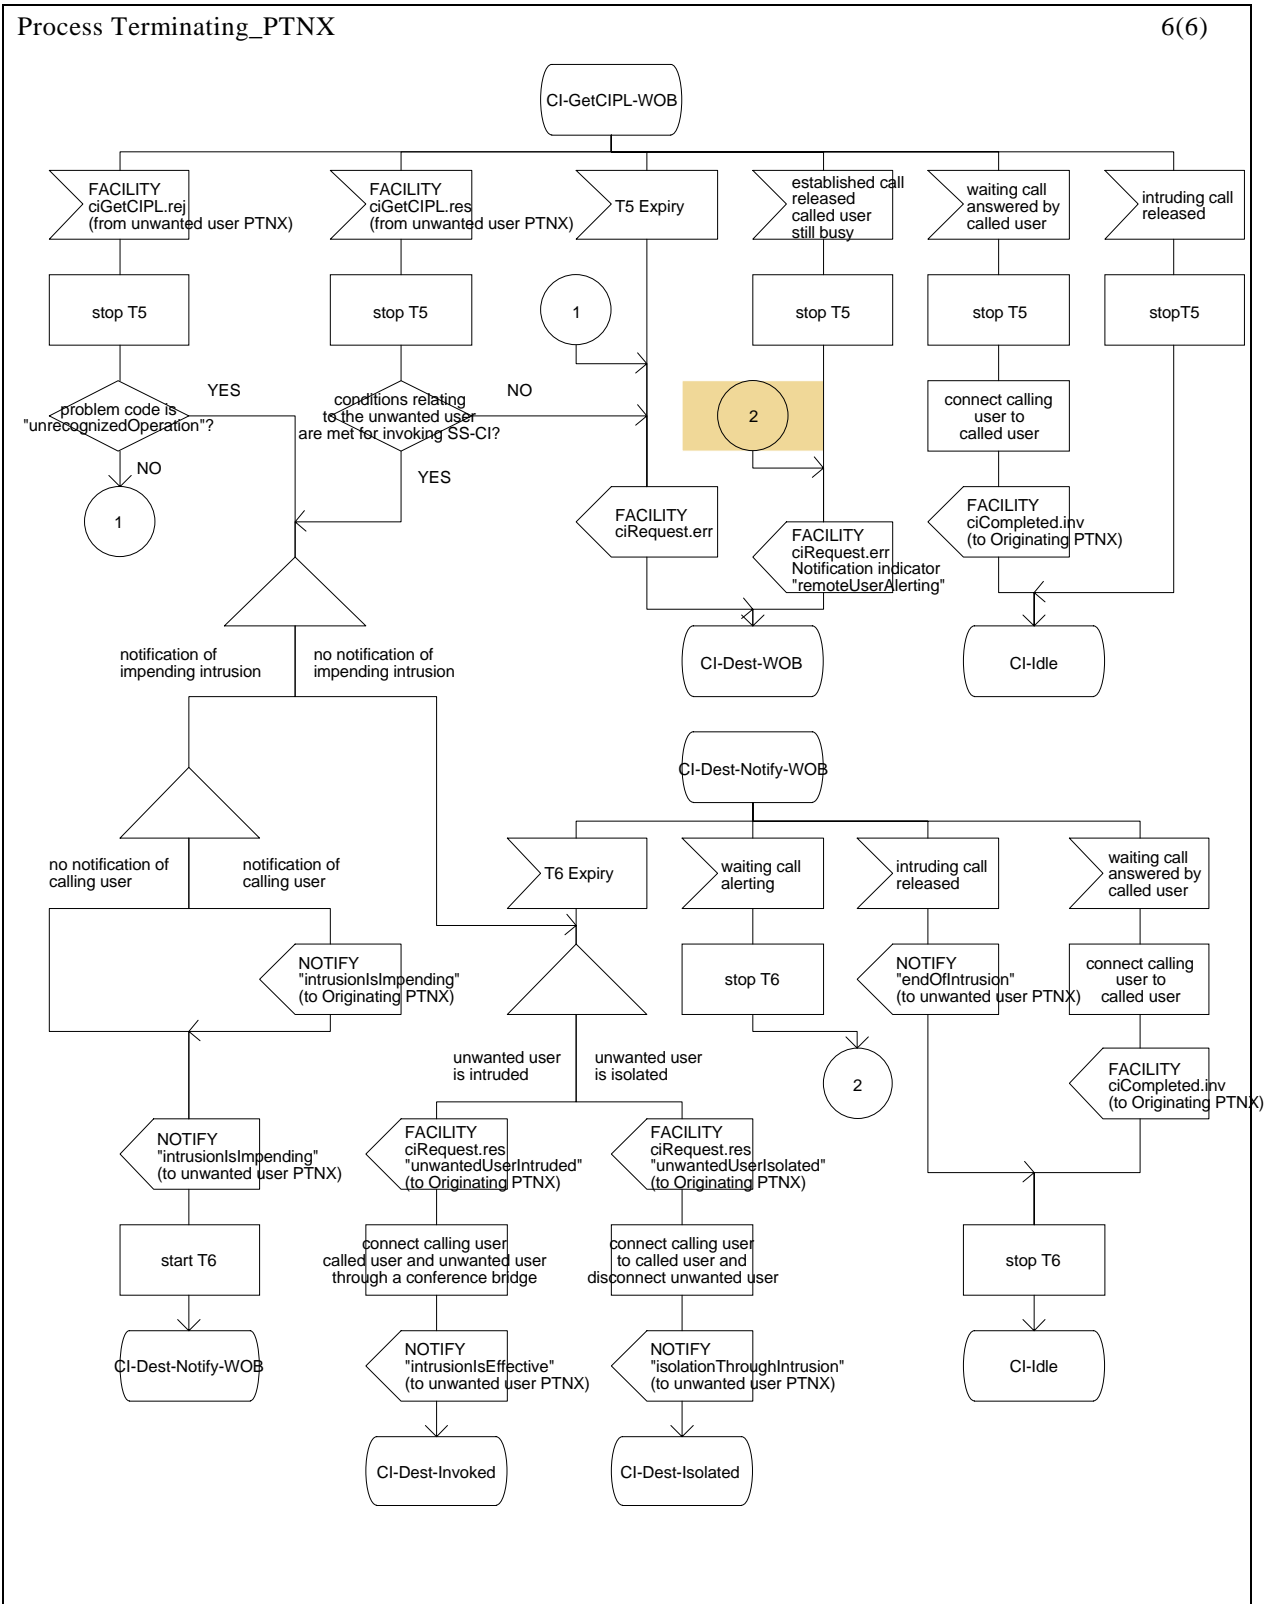 Process Terminating_PTNX
6(6)
CI-GetCIPL-WOB
FACILITY
ciGetCIPL.rej
(from unwanted user PTNX)
FACILITY
ciGetCIPL.res
(from unwanted user PTNX)
T5 Expiry
established call
released
called user
still busy
waiting call
answered by
called user
intruding call
released
stop T5
stop T5
1
stop T5
stop T5
stopT5
problem code is
"unrecognizedOperation"?
YES
NO
1
conditions relating
to the unwanted user
are met for invoking SS-CI?
NO
YES
2
connect calling
user to
called user
FACILITY
ciRequest.err
FACILITY
ciRequest.err
Notification indicator
"remoteUserAlerting"
FACILITY
ciCompleted.inv
(to Originating PTNX)
notification of
impending intrusion
no notification of
impending intrusion
CI-Dest-WOB
CI-Idle
CI-Dest-Notify-WOB
no notification of
calling user
notification of
calling user
T6 Expiry
waiting call
alerting
intruding call
released
waiting call
answered by
called user
NOTIFY
"intrusionIsImpending"
(to Originating PTNX)
stop T6
NOTIFY
"endOfIntrusion"
(to unwanted user PTNX)
connect calling
user to
called user
unwanted user
is intruded
unwanted user
is isolated
2
FACILITY
ciCompleted.inv
(to Originating PTNX)
NOTIFY
"intrusionIsImpending"
(to unwanted user PTNX)
FACILITY
ciRequest.res
"unwantedUserIntruded"
(to Originating PTNX)
FACILITY
ciRequest.res
"unwantedUserIsolated"
(to Originating PTNX)
start T6
connect calling user
called user and unwanted user
through a conference bridge
connect calling user
to called user and
disconnect unwanted user
stop T6
CI-Dest-Notify-WOB
NOTIFY
"intrusionIsEffective"
(to unwanted user PTNX)
NOTIFY
"isolationThroughIntrusion"
(to unwanted user PTNX)
CI-Idle
CI-Dest-Invoked
CI-Dest-Isolated